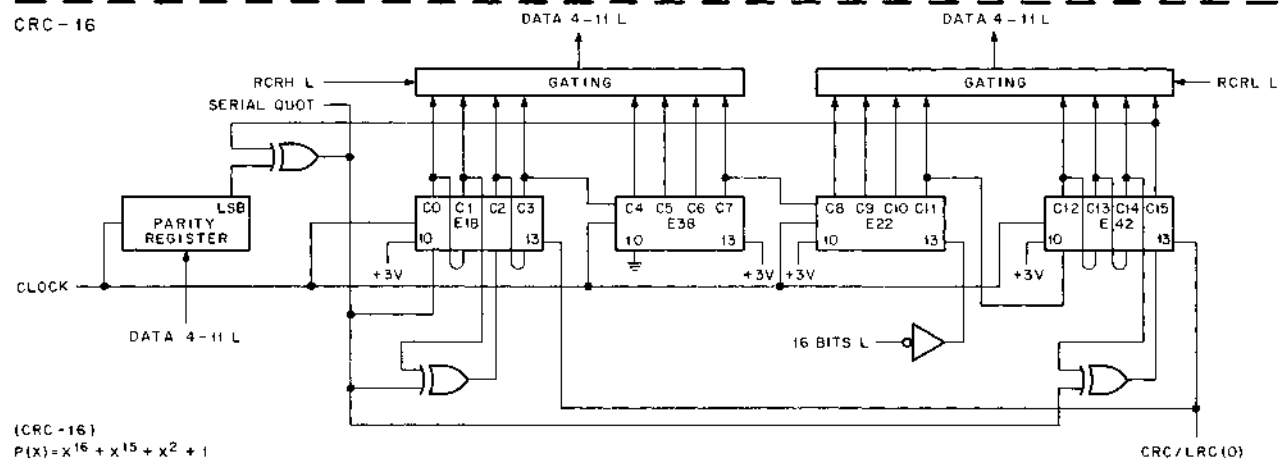 CRC-16
DATA 4-11 L
DATA 4-11 L
RCRH L
GATING
GATING
RCRL L
SERIAL QUOT
LSB
PARITY
REGISTER
C0 C1 C2 C3
E18
10
13
C4 C5 C6 C7
E38
10
13
C8 C9 C10 C11
E22
10
13
C12 C13 C14 C15
E42
10
13
+3V
+3V
+3V
+3V
CLOCK
DATA 4-11 L
16 BITS L
(CRC-16)
P(X)=X16+X15+X2+1
CRC/LRC(0)